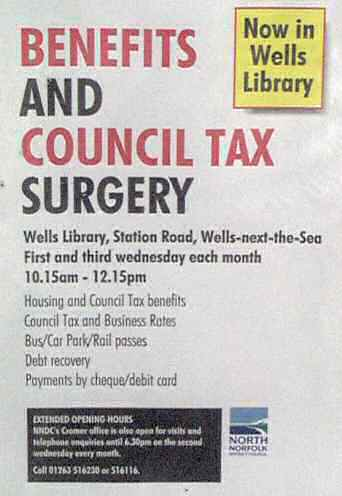 BENEFITS
AND
COUNCIL TAX
SURGERY
Now in
Wells
Library
Wells Library, Station Road, Wells-next-the-Sea
First and third wednesday each month
10.15am - 12.15pm
Housing and Council Tax benefits
Council Tax and Business Rates
Bus/Car Park/Rail passes
Debt recovery
Payments by cheque/debit card
EXTENDED OPENING HOURS
NNDC's Cromer office is also open for visits and
telephone enquiries until 6.30pm on the second
wednesday every month.
Call 01263 516230 or 516116.
NORTH
NORFOLK
DISTRICT COUNCIL